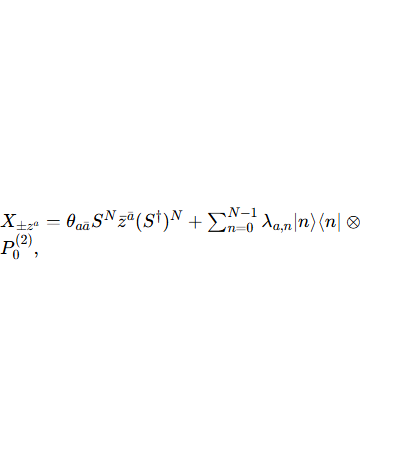 $X_{\pm z^a} = \theta_{a\bar{a}} S^N \bar{z}^{\bar{a}} (S^\dagger)^N + \sum_{n=0}^{N-1} \lambda_{a,n} |n\rangle\langle n| \otimes$
$P_0^{(2)},$